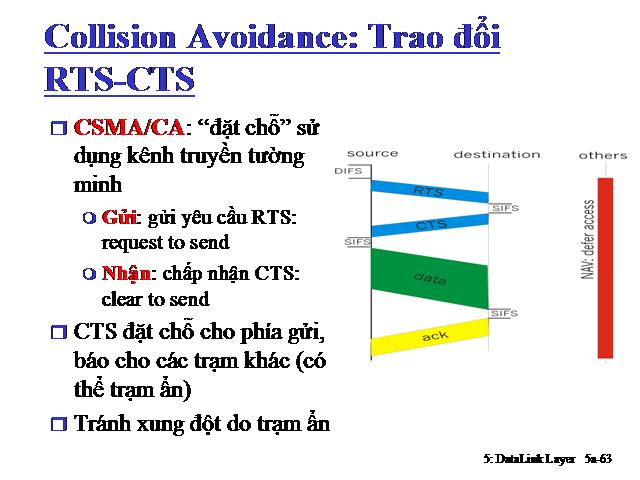 Collision Avoidance: Trao đổi
RTS-CTS
CSMA/CA: “đặt chỗ” sử
dụng kênh truyền tường
minh
Gửi: gửi yêu cầu RTS:
request to send
Nhận: chấp nhận CTS:
clear to send
CTS đặt chỗ cho phía gửi,
báo cho các trạm khác (có
thể trạm ẩn)
Tránh xung đột do trạm ẩn
source destination others
DIFS
RTS
SIFS
CTS
SIFS
data
SIFS
ack
NAV: defer access
5: DataLink Layer 5a-63